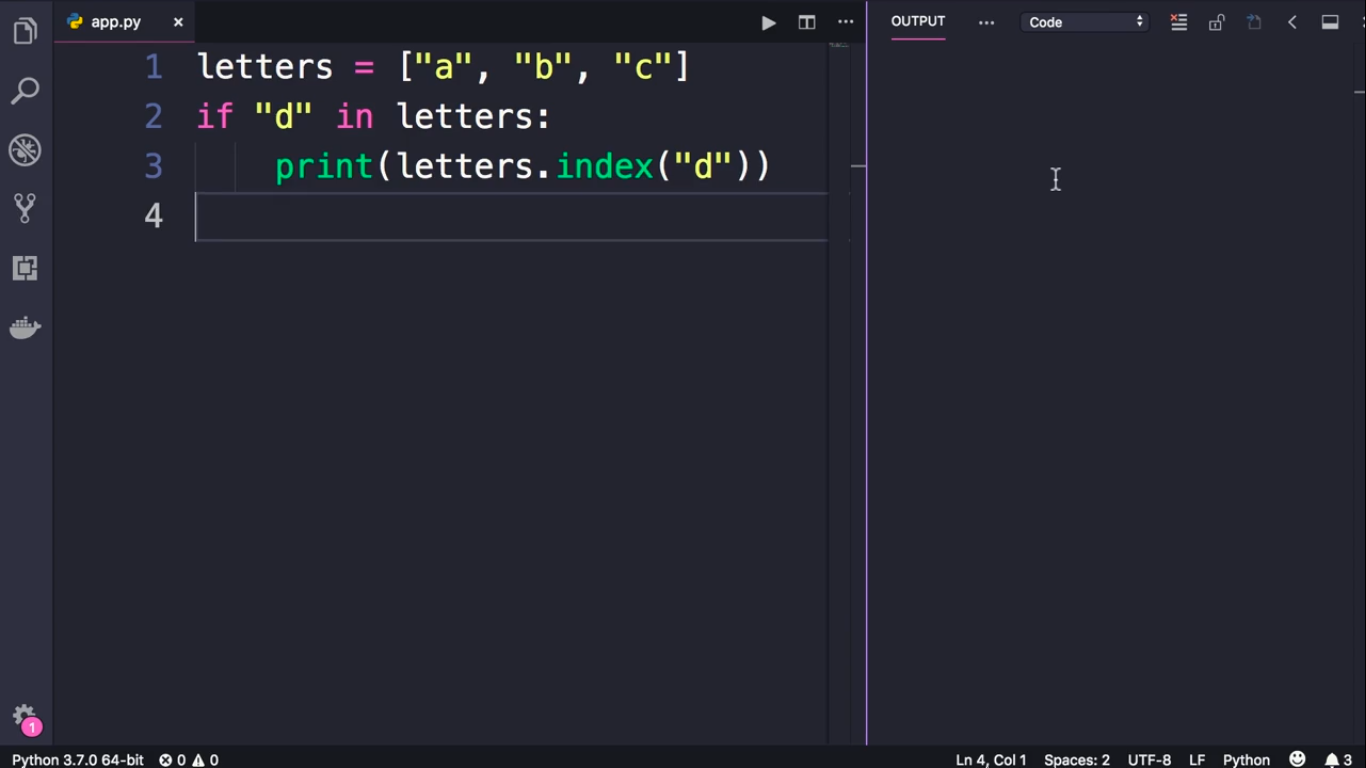 app.py
OUTPUT
Code
1 letters = ["a", "b", "c"]
2 if "d" in letters:
3     print(letters.index("d"))
4
1
Python 3.7.0 64-bit 0 0 Ln 4, Col 1 Spaces: 2 UTF-8 LF Python 3